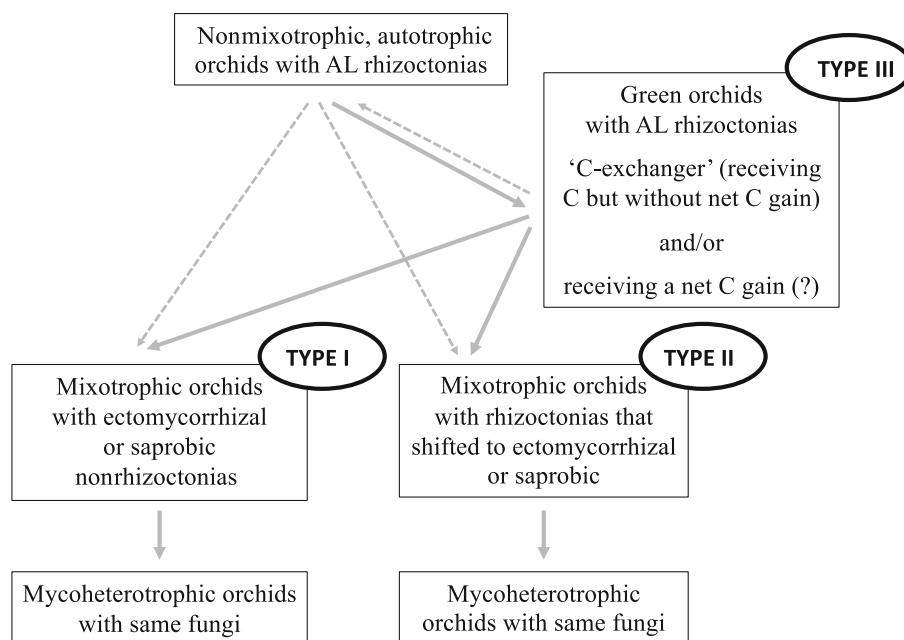 Nonmixotrophic, autotrophic
orchids with AL rhizoctonias
TYPE III
Green orchids
with AL rhizoctonias
‘C-exchanger’ (receiving
C but without net C gain)
and/or
receiving a net C gain (?)
TYPE I
Mixotrophic orchids
with ectomycorrhizal
or saprobic
nonrhizoctonias
TYPE II
Mixotrophic orchids
with rhizoctonias that
shifted to ectomycorrhizal
or saprobic
Mycoheterotrophic orchids
with same fungi
Mycoheterotrophic
orchids with same fungi